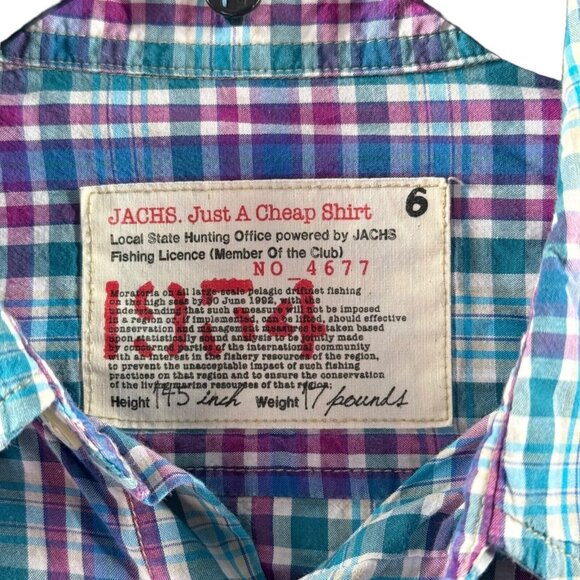 6
JACHS. Just A Cheap Shirt
Local State Hunting Office powered by JACHS
Fishing Licence (Member Of the Club)
NO_4677
Moratoria on all large-scale pelagic driftnet fishing
on the high seas 30 June 1992, with the
understanding that such a measure will not be imposed
in a region or, if implemented, can be lifted, should effective
conservation and management measures be taken based
upon statistically sound analysis to be jointly made
by concerned parties of the international community
with an interest in the fishery resources of the region,
to prevent the unacceptable impact of such fishing
practices on that region and to ensure the conservation
of the living marine resources of that region;
Height 145 inch Weight 17 pounds